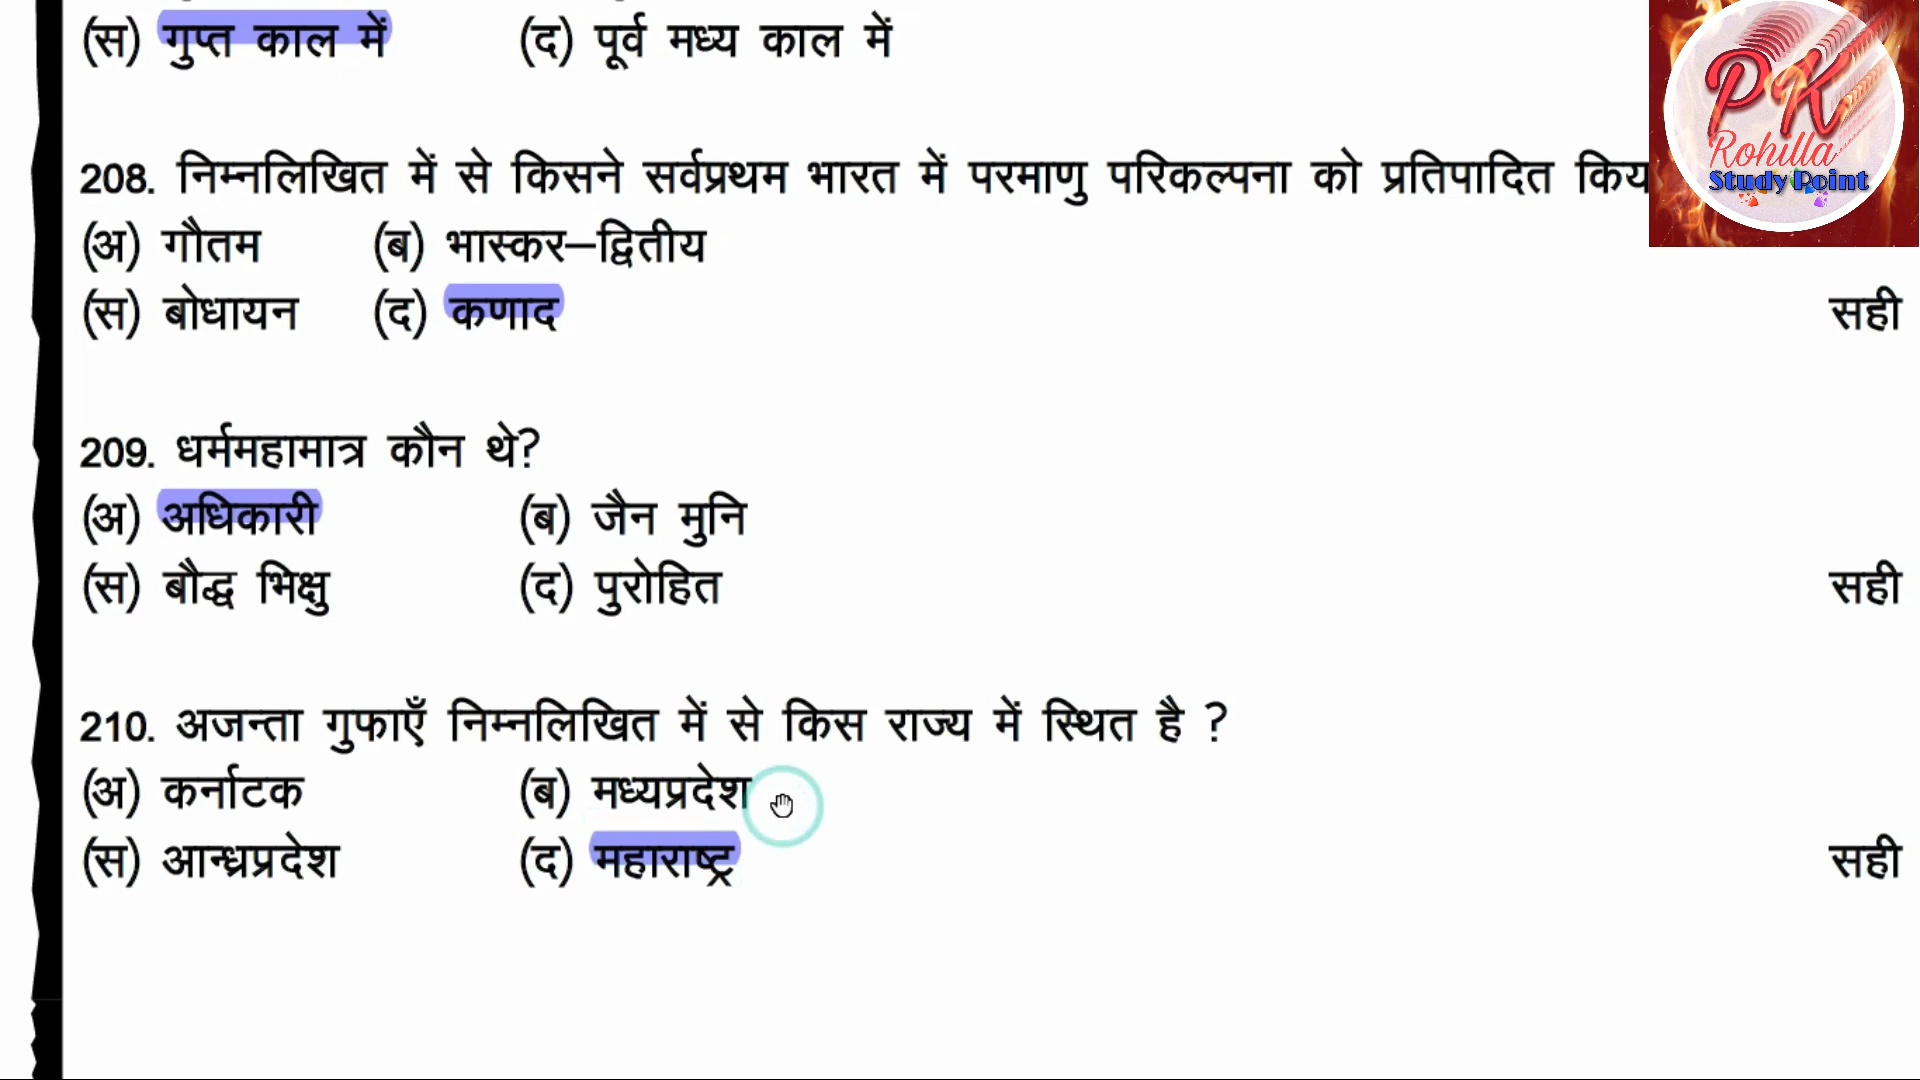 (स) गुप्त काल में (द) पूर्व मध्य काल में
PK
Rohilla
Study Point
208. निम्नलिखित में से किसने सर्वप्रथम भारत में परमाणु परिकल्पना को प्रतिपादित किय
(अ) गौतम (ब) भास्कर–द्वितीय
(स) बोधायन (द) कणाद सही
209. धर्ममहामात्र कौन थे?
(अ) अधिकारी (ब) जैन मुनि
(स) बौद्ध भिक्षु (द) पुरोहित सही
210. अजन्ता गुफाएँ निम्नलिखित में से किस राज्य में स्थित है ?
(अ) कर्नाटक (ब) मध्यप्रदेश
(स) आन्ध्रप्रदेश (द) महाराष्ट्र सही